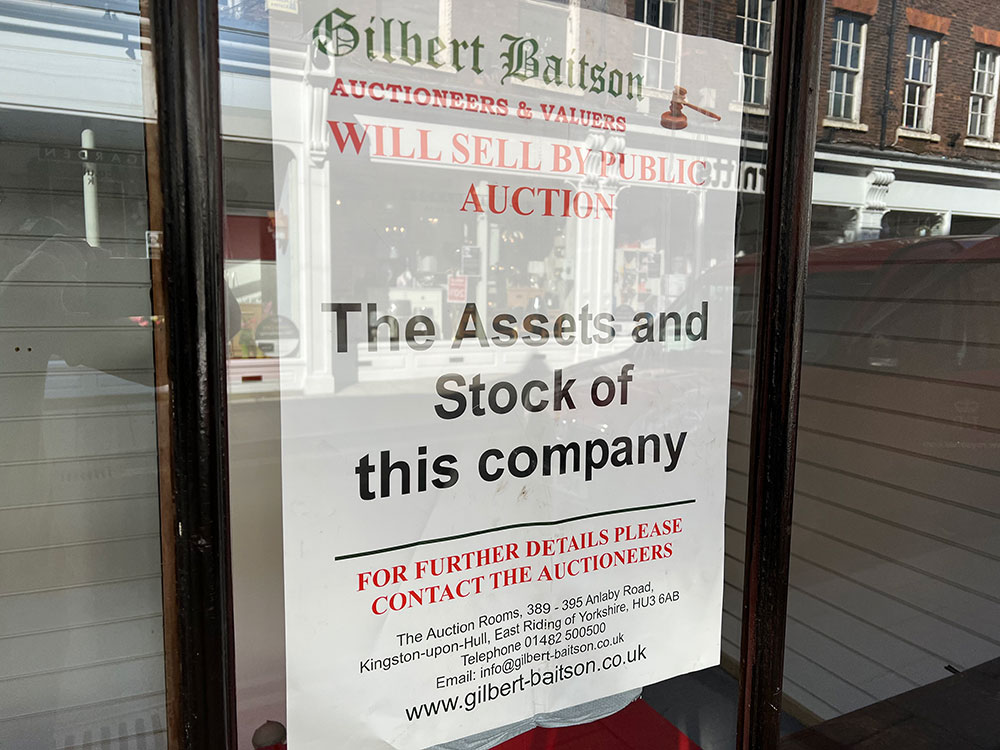 Gilbert Baitson
AUCTIONEERS & VALUERS
WILL SELL BY PUBLIC
AUCTION
The Assets and
Stock of
this company
FOR FURTHER DETAILS PLEASE
CONTACT THE AUCTIONEERS
The Auction Rooms, 389 - 395 Anlaby Road,
Kingston-upon-Hull, East Riding of Yorkshire, HU3 6AB
Telephone 01482 500500
Email: info@gilbert-baitson.co.uk
www.gilbert-baitson.co.uk
GARDEN